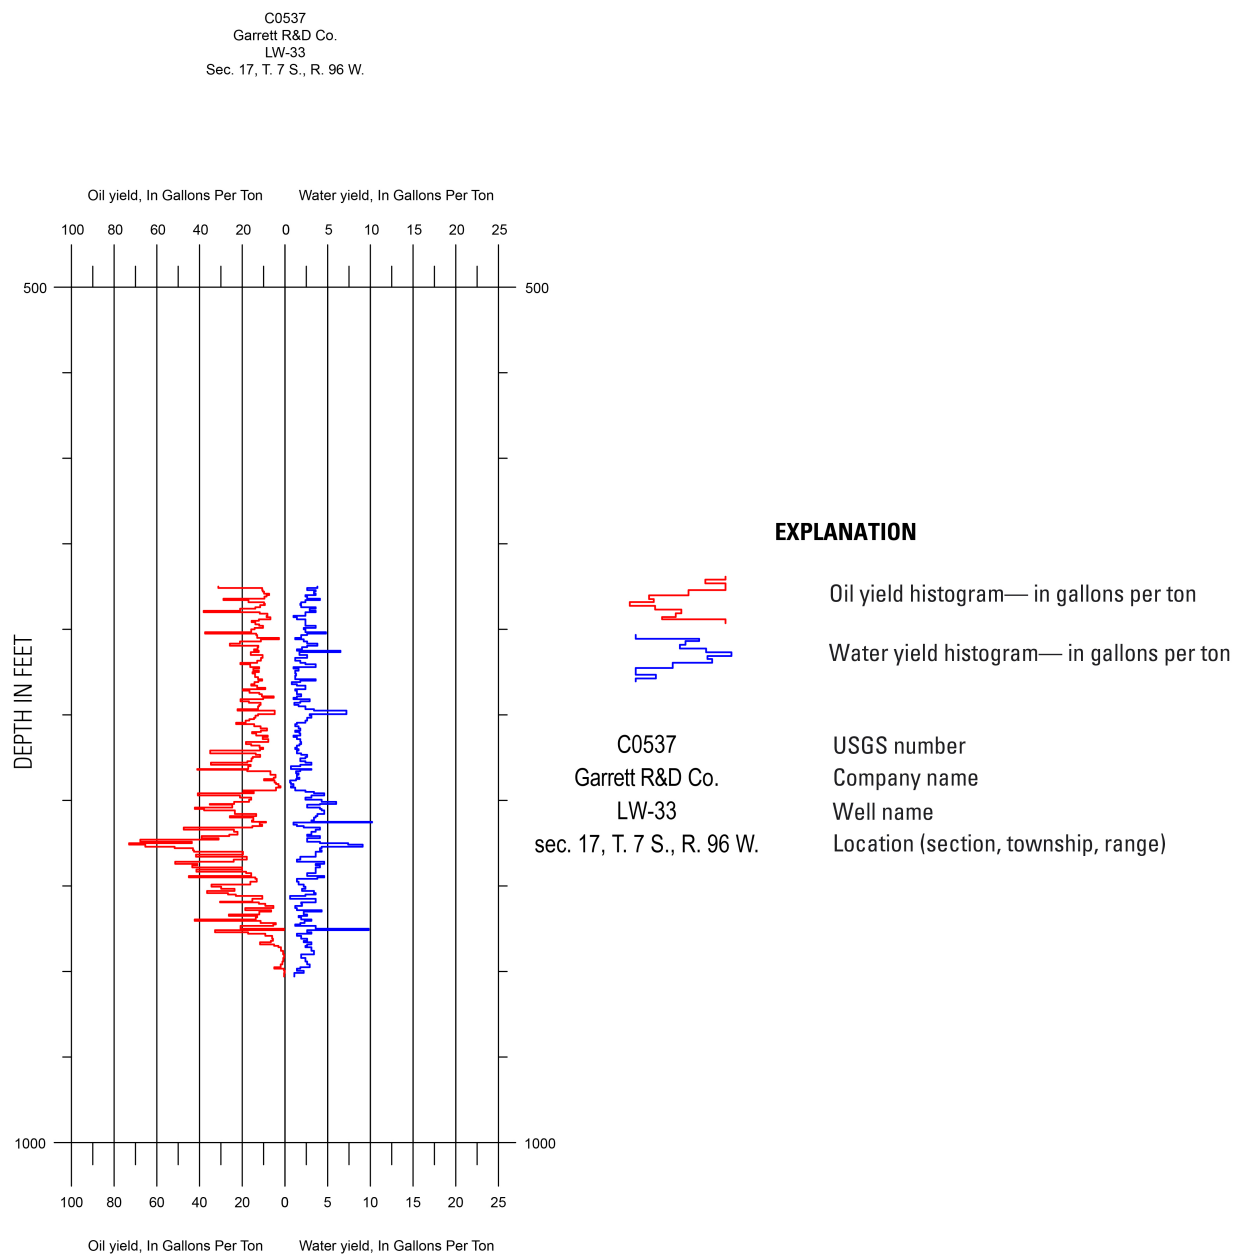 C0537
Garrett R&D Co.
LW-33
Sec. 17, T. 7 S., R. 96 W.
Oil yield, In Gallons Per Ton Water yield, In Gallons Per Ton
100 80 60 40 20 0 5 10 15 20 25
500 500
DEPTH IN FEET
1000 1000
100 80 60 40 20 0 5 10 15 20 25
Oil yield, In Gallons Per Ton Water yield, In Gallons Per Ton
EXPLANATION
Oil yield histogram— in gallons per ton
Water yield histogram— in gallons per ton
C0537 USGS number
Garrett R&D Co. Company name
LW-33 Well name
sec. 17, T. 7 S., R. 96 W. Location (section, township, range)